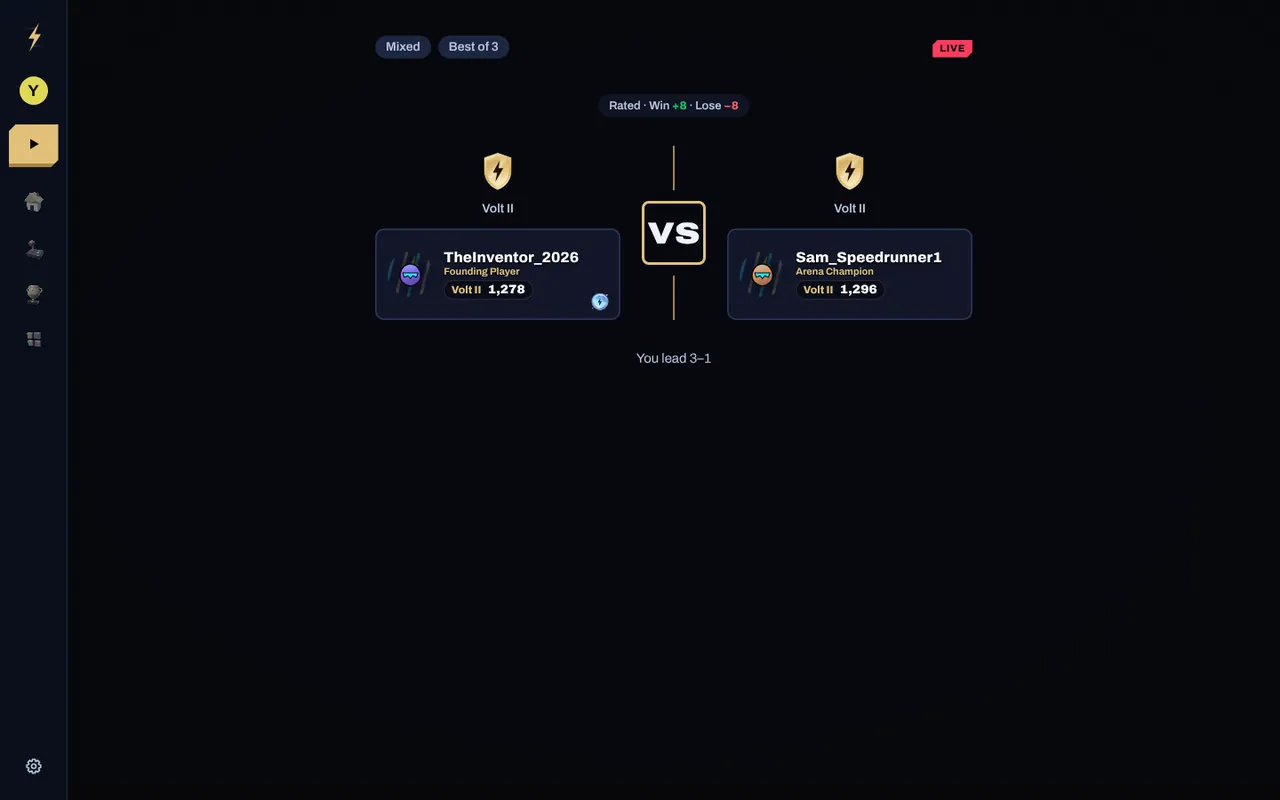 Y
Mixed
Best of 3
LIVE
Rated · Win +8 · Lose −8
Volt II
Volt II
VS
TheInventor_2026
Founding Player
Volt II 1,278
Sam_Speedrunner1
Arena Champion
Volt II 1,296
You lead 3–1